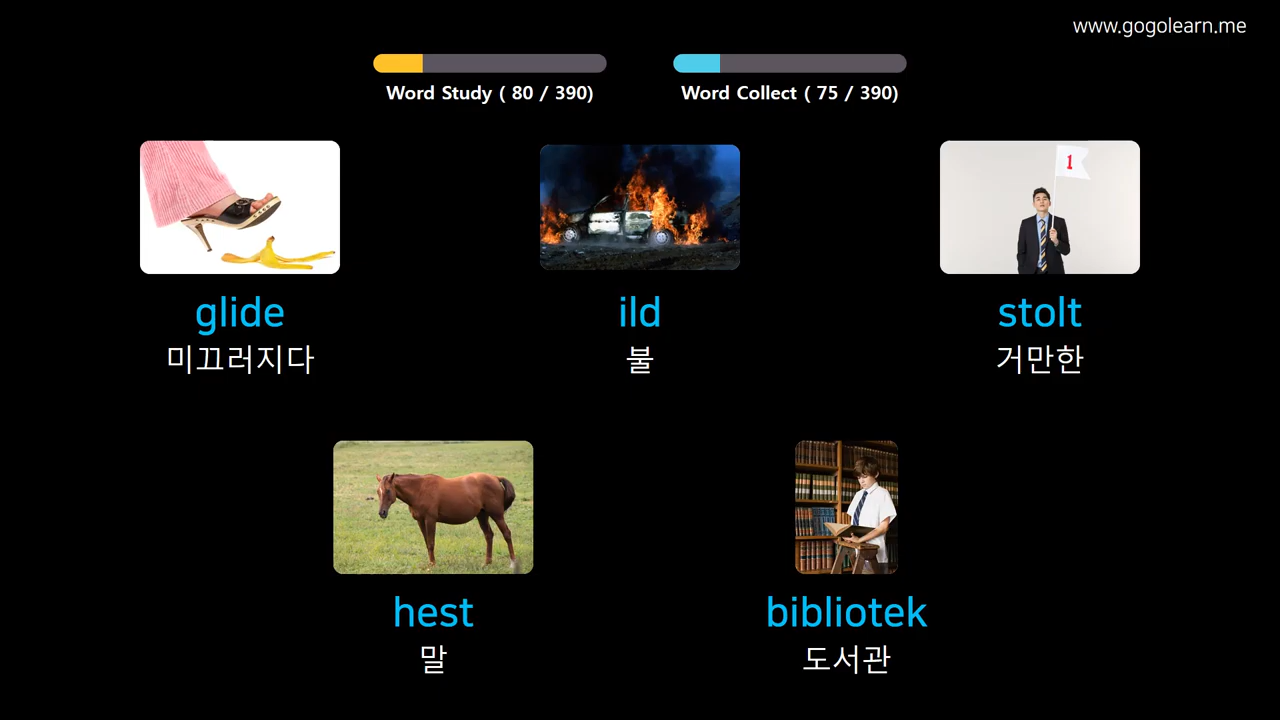 www.gogolearn.me
Word Study ( 80 / 390)
Word Collect ( 75 / 390)
1
glide
미끄러지다
ild
불
stolt
거만한
hest
말
bibliotek
도서관